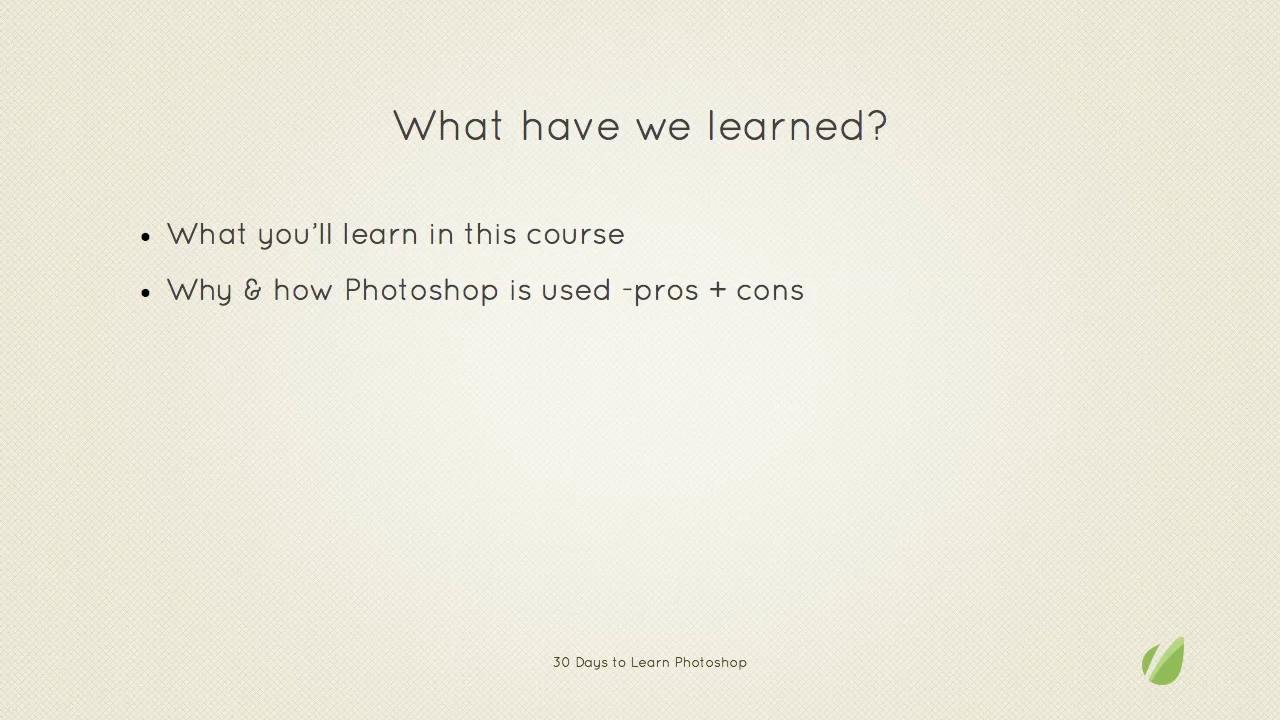 What have we learned?
• What you’ll learn in this course
• Why & how Photoshop is used -pros + cons
30 Days to Learn Photoshop